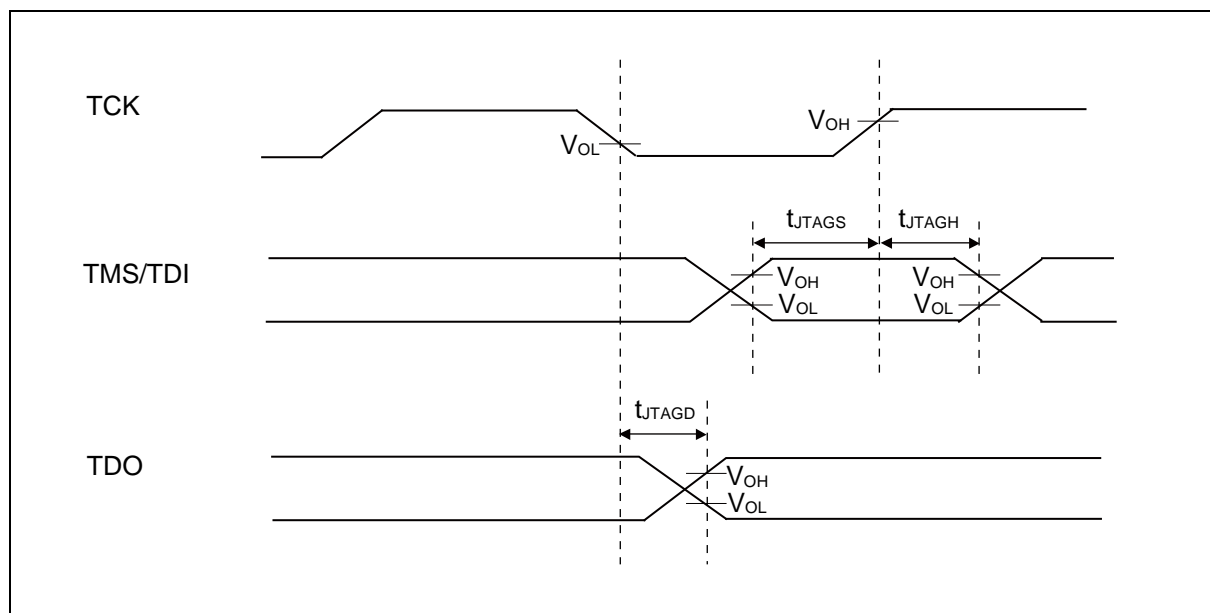 TCK
VOL
VOH
tJTAGS
tJTAGH
TMS/TDI
VOH
VOL
VOH
VOL
tJTAGD
TDO
VOH
VOL